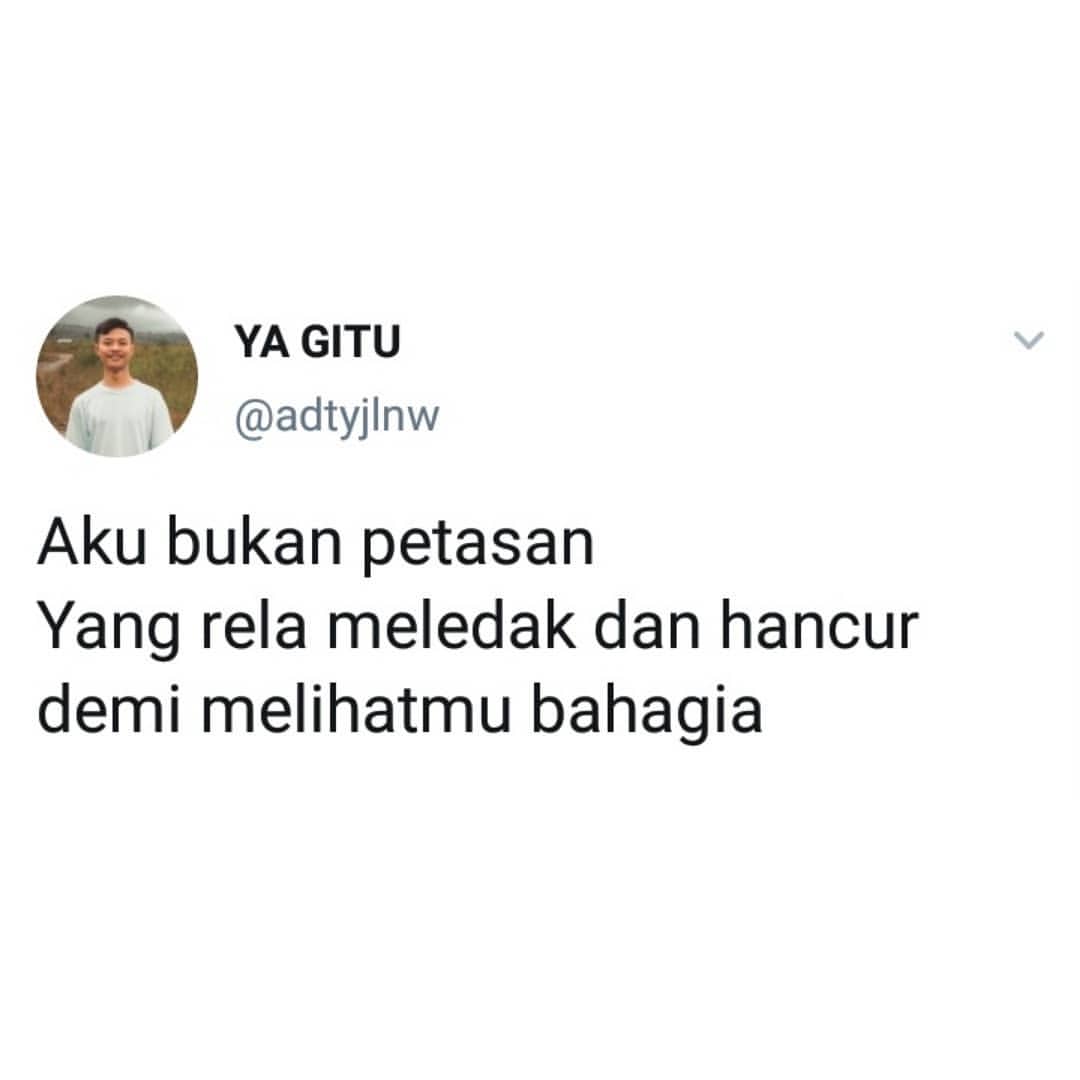 YA GITU
@adtyjlnw
Aku bukan petasan
Yang rela meledak dan hancur
demi melihatmu bahagia